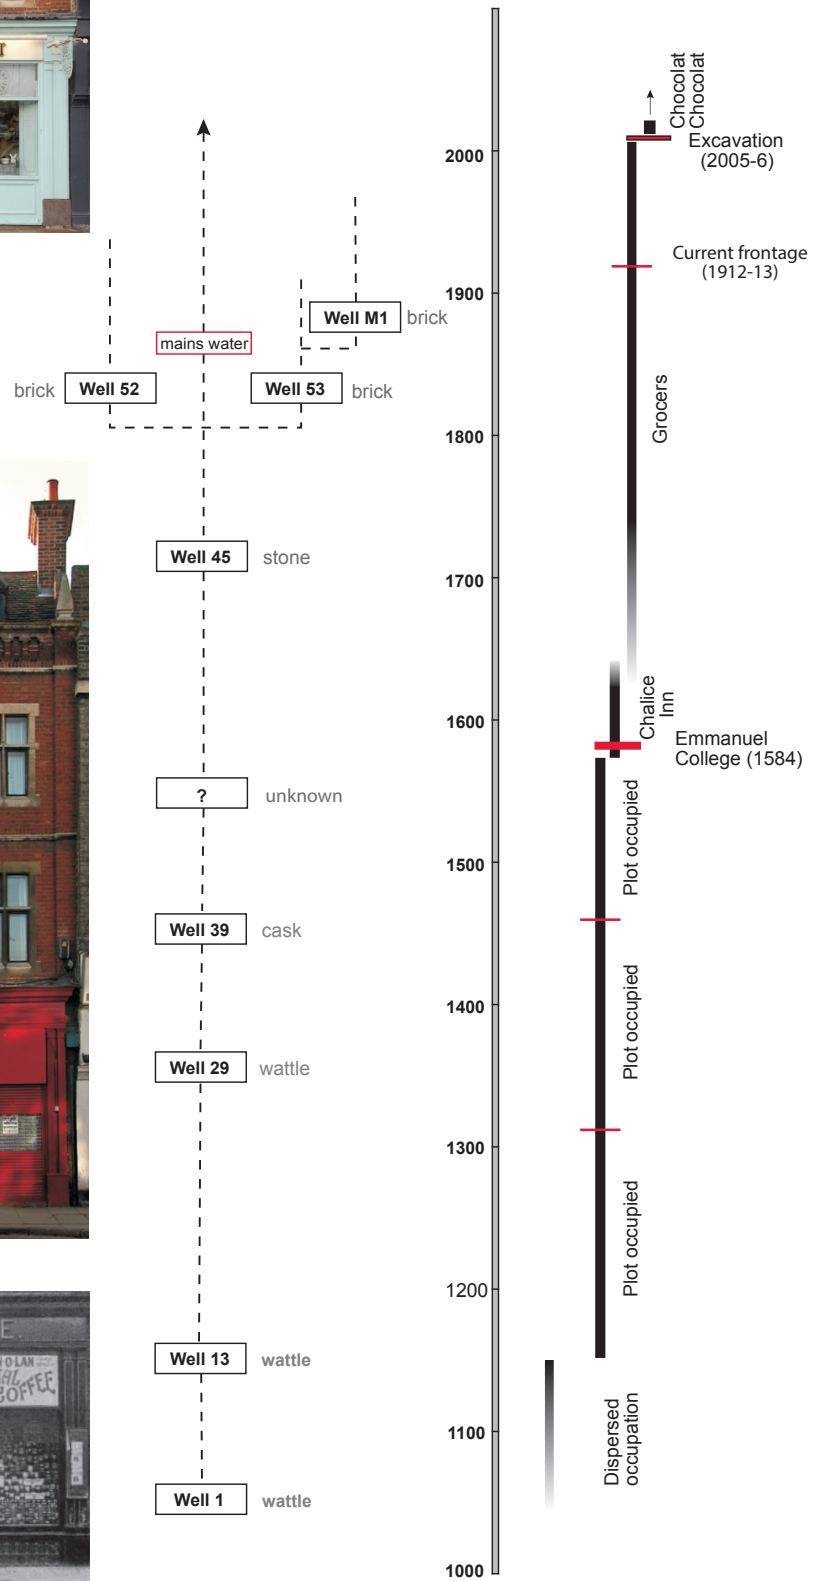 T
Chocolat
Chocolat
Excavation
(2005-6)
2000
Current frontage
(1912-13)
1900
Well M1 brick
mains water
brick Well 52
Well 53 brick
Grocers
1800
Well 45 stone
1700
Chalice
Inn
1600
Emmanuel
College (1584)
? unknown
Plot occupied
1500
Well 39 cask
Plot occupied
1400
Well 29 wattle
1300
Plot occupied
1200
Well 13 wattle
E.
COFFEE
Dispersed
occupation
1100
Well 1 wattle
1000